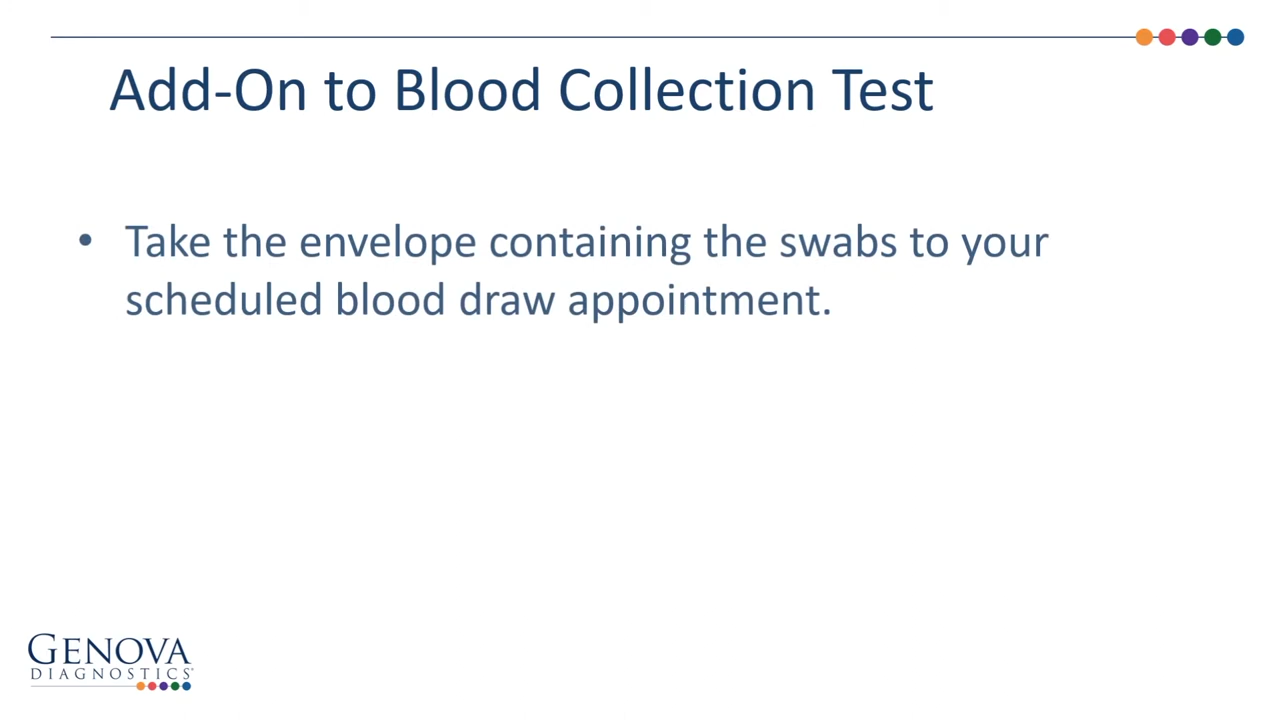 Add-On to Blood Collection Test
• Take the envelope containing the swabs to your
scheduled blood draw appointment.
GENOVA
DIAGNOSTICS®